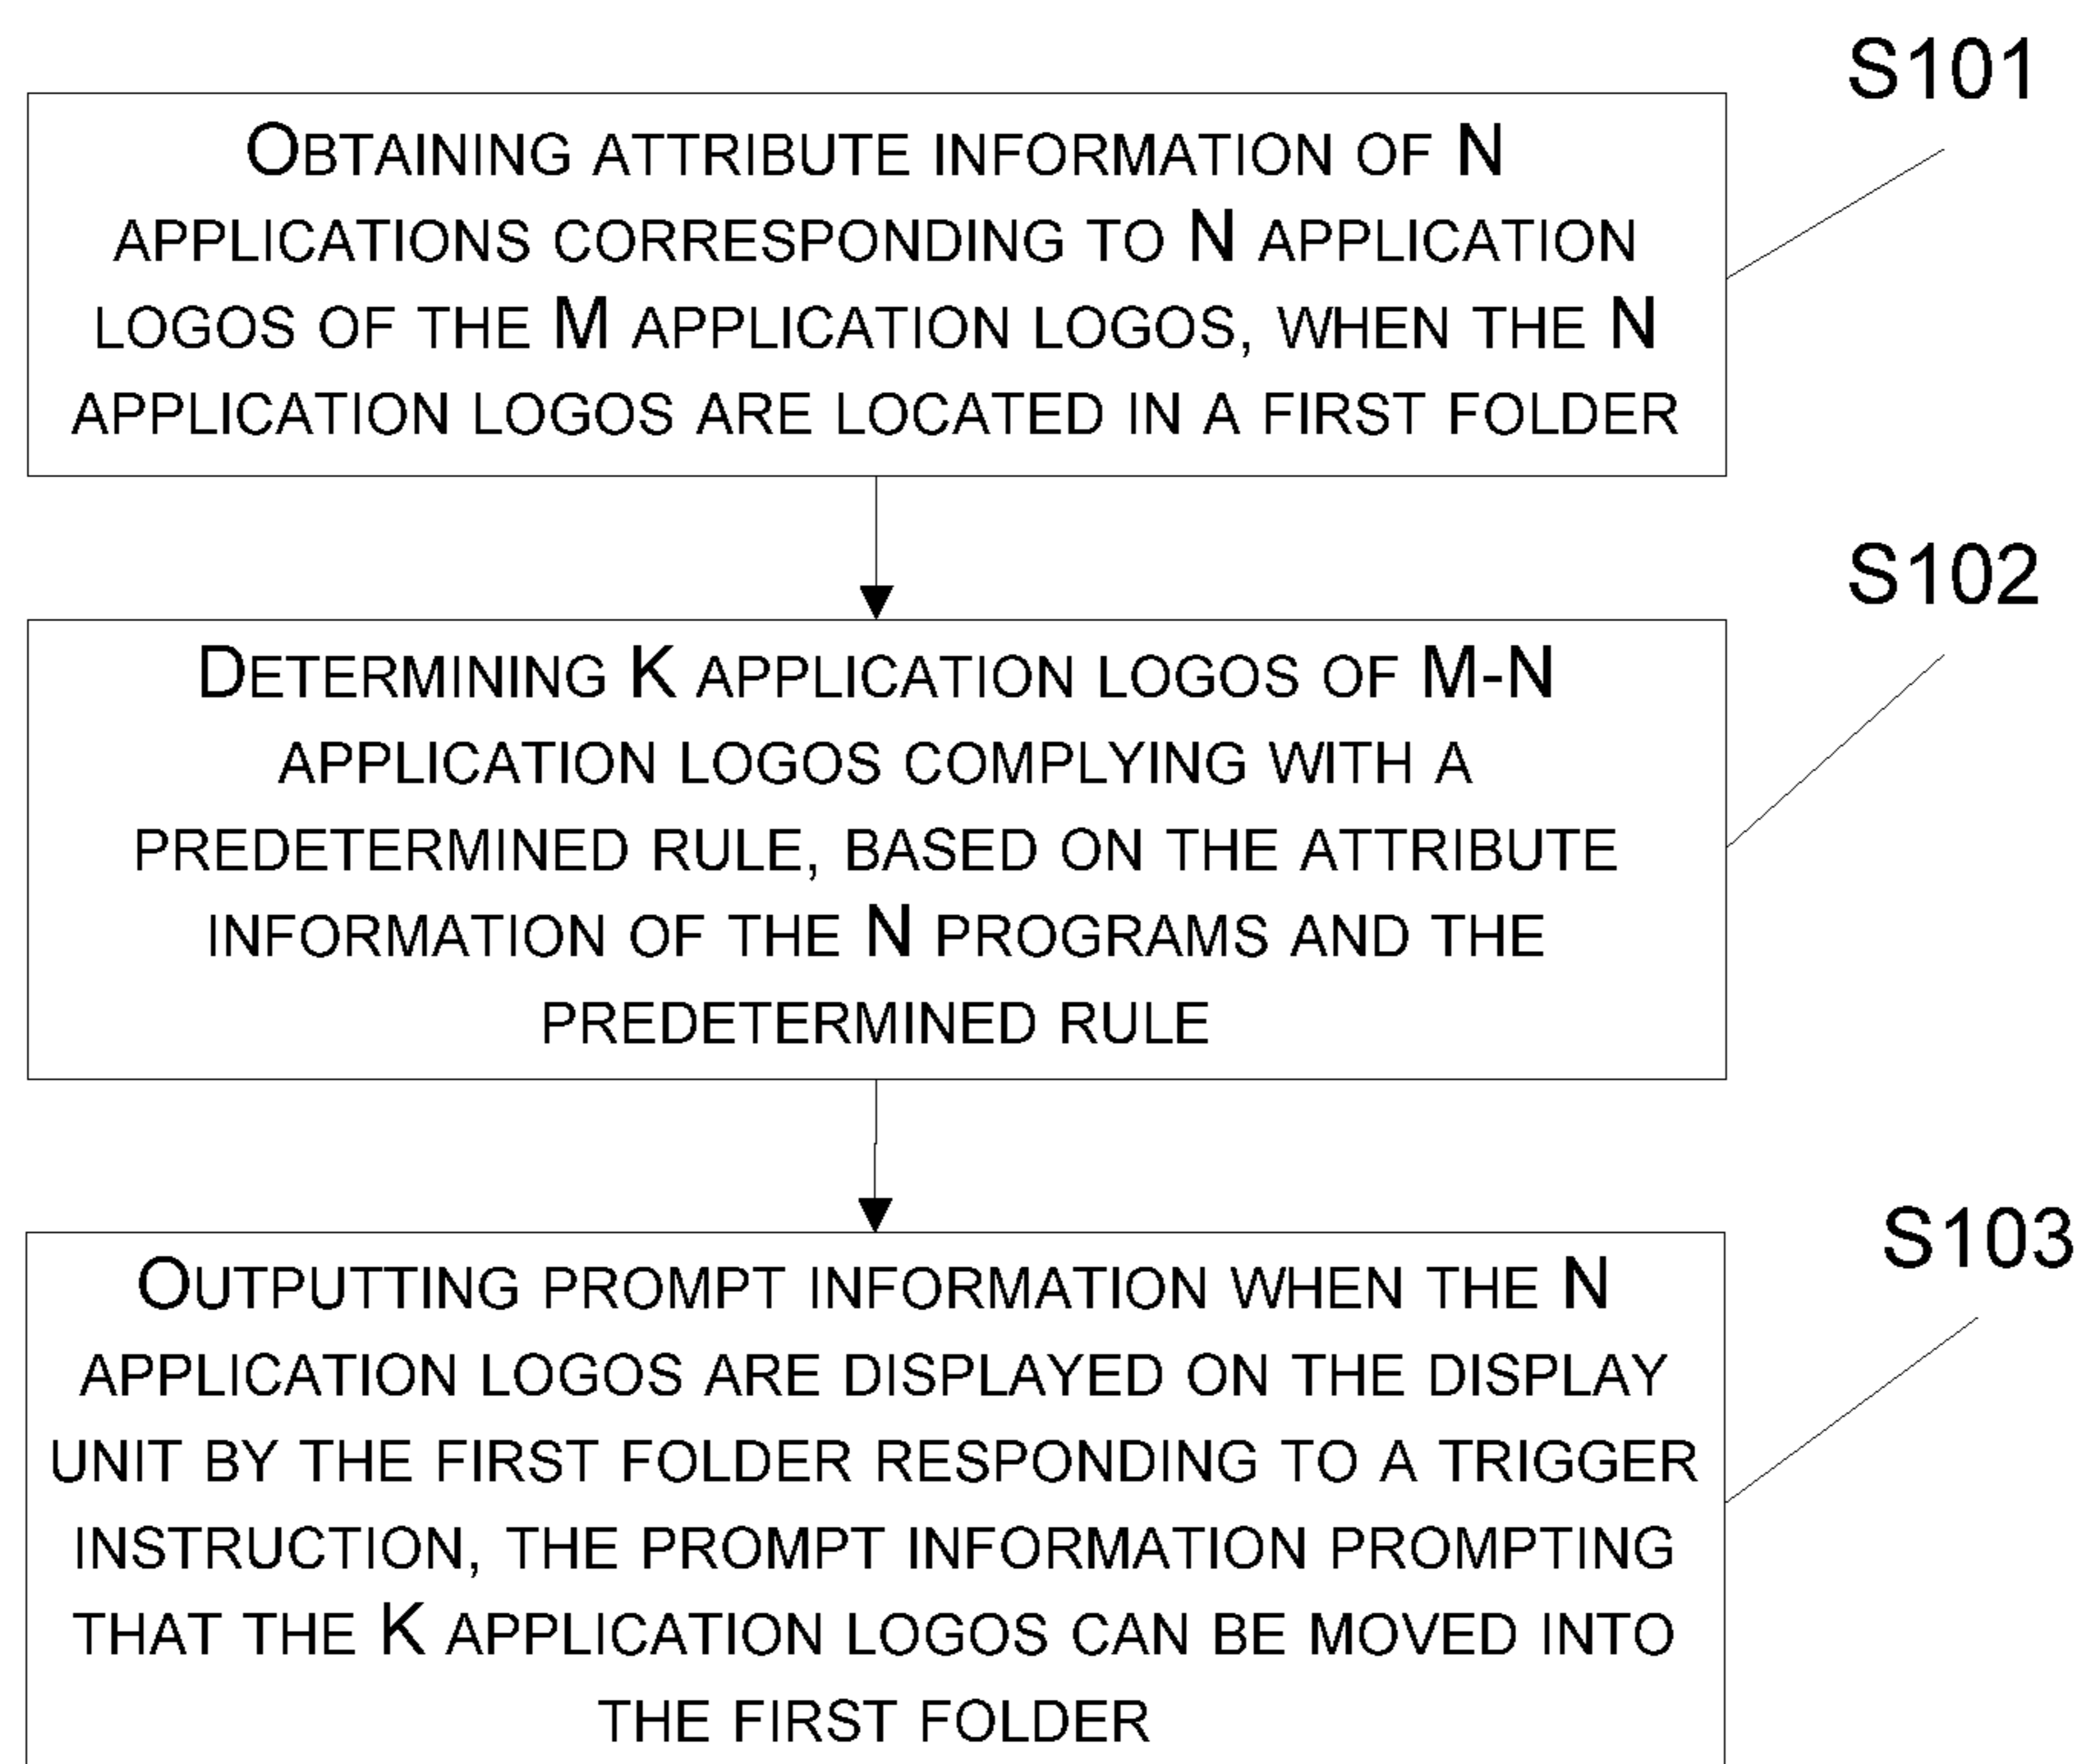 S101
OBTAINING ATTRIBUTE INFORMATION OF N
APPLICATIONS CORRESPONDING TO N APPLICATION
LOGOS OF THE M APPLICATION LOGOS, WHEN THE N
APPLICATION LOGOS ARE LOCATED IN A FIRST FOLDER
S102
DETERMINING K APPLICATION LOGOS OF M-N
APPLICATION LOGOS COMPLYING WITH A
PREDETERMINED RULE, BASED ON THE ATTRIBUTE
INFORMATION OF THE N PROGRAMS AND THE
PREDETERMINED RULE
S103
OUTPUTTING PROMPT INFORMATION WHEN THE N
APPLICATION LOGOS ARE DISPLAYED ON THE DISPLAY
UNIT BY THE FIRST FOLDER RESPONDING TO A TRIGGER
INSTRUCTION, THE PROMPT INFORMATION PROMPTING
THAT THE K APPLICATION LOGOS CAN BE MOVED INTO
THE FIRST FOLDER